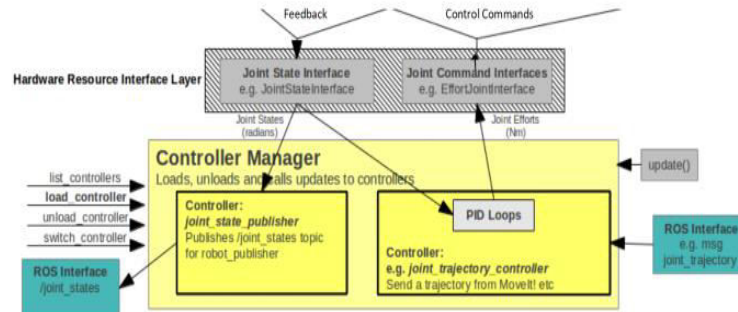 Feedback
Control Commands
Hardware Resource Interface Layer
Joint State Interface
e.g. JointStateInterface
Joint Command Interfaces
e.g. EffortJointInterface
Joint States
(radians)
Joint Efforts
(Nm)
Controller Manager
Loads, unloads and calls updates to controllers
update()
list_controllers
load_controller
unload_controller
switch_controller
Controller:
joint_state_publisher
Publishes /joint_states topic
for robot_publisher
PID Loops
Controller:
e.g. joint_trajectory_controller
Send a trajectory from MoveIt! etc
ROS Interface
e.g. msg
joint_trajectory
ROS Interface
/joint_states